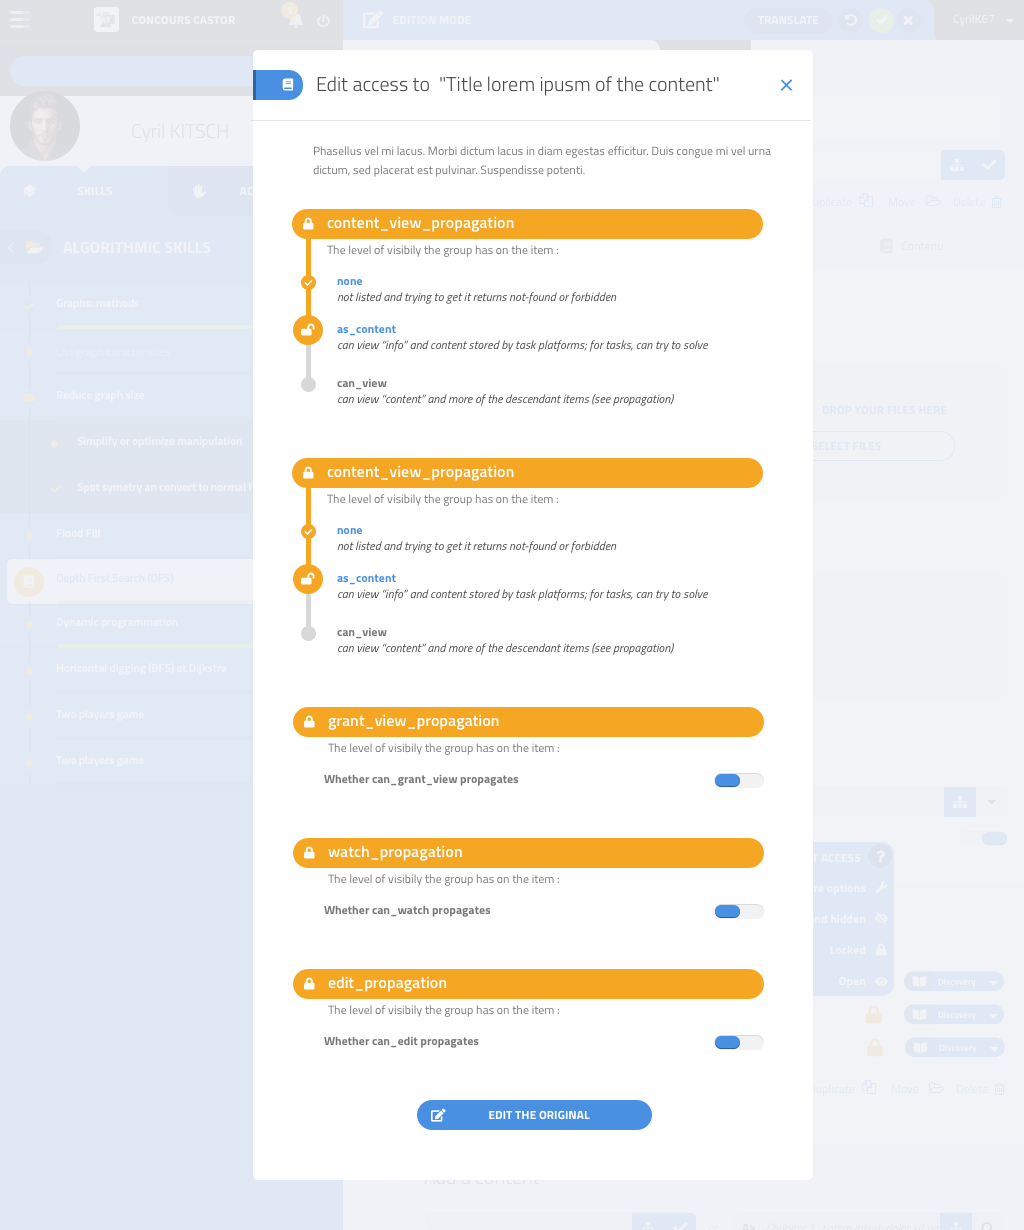 CONCOURS CASTOR
EDITION MODE
TRANSLATE
CyrilK67
Edit access to "Title lorem ipusm of the content"
Cyril KITSCH
Phasellus vel mi lacus. Morbi dictum lacus in diam egestas efficitur. Duis congue mi vel urna
dictum, sed placerat est pulvinar. Suspendisse potenti.
SKILLS
Move
Delete
ALGORITHMIC SKILLS
Contenu
content_view_propagation
The level of visibily the group has on the item :
none
not listed and trying to get it returns not-found or forbidden
as_content
can view “info” and content stored by task platforms; for tasks, can try to solve
can_view
can view “content” and more of the descendant items (see propagation)
Graphs: methods
Reduce graph size
Simplify or optimize manipulation
Spot symetry an convert to normal f
Flood Fill
Depth First Search (DFS)
Dynamic programmation
Horizontal digging (BFS) et Dijkstra
Two players game
Two players game
DROP YOUR FILES HERE
SELECT FILES
content_view_propagation
The level of visibily the group has on the item :
none
not listed and trying to get it returns not-found or forbidden
as_content
can view “info” and content stored by task platforms; for tasks, can try to solve
can_view
can view “content” and more of the descendant items (see propagation)
grant_view_propagation
The level of visibily the group has on the item :
Whether can_grant_view propagates
watch_propagation
The level of visibily the group has on the item :
Whether can_watch propagates
edit_propagation
The level of visibily the group has on the item :
Whether can_edit propagates
ACCESS
?
options
hidden
Locked
Open
Discovery
Discovery
Discovery
Move
Delete
EDIT THE ORIGINAL